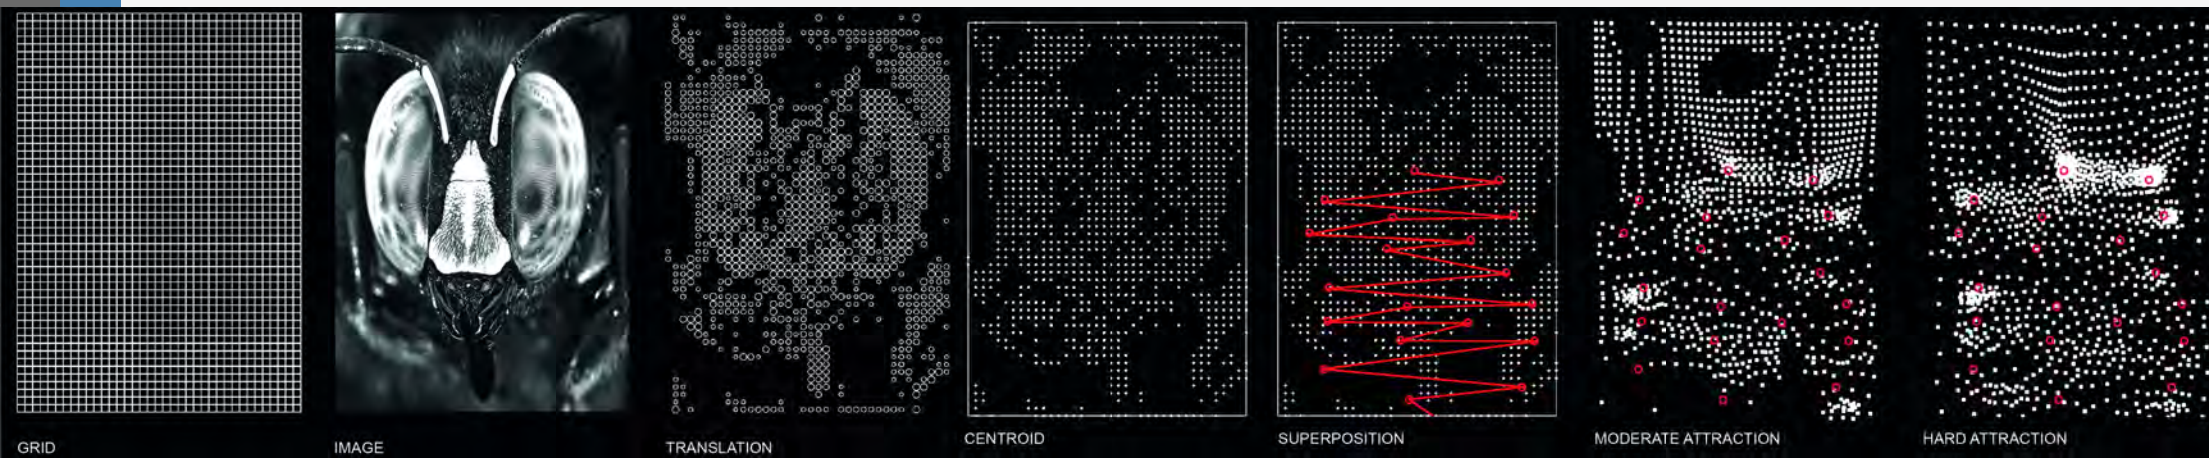 GRID
IMAGE
TRANSLATION
CENTROID
SUPERPOSITION
MODERATE ATTRACTION
HARD ATTRACTION